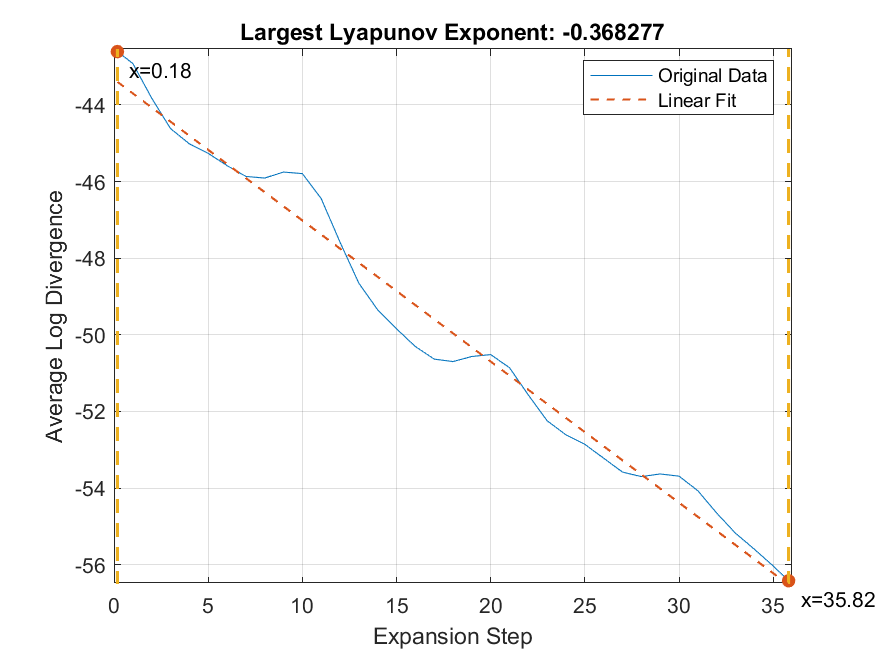 Largest Lyapunov Exponent: -0.368277
x=0.18
Original Data
Linear Fit
-44
-46
-48
-50
-52
-54
-56
Average Log Divergence
0 5 10 15 20 25 30 35
x=35.82
Expansion Step